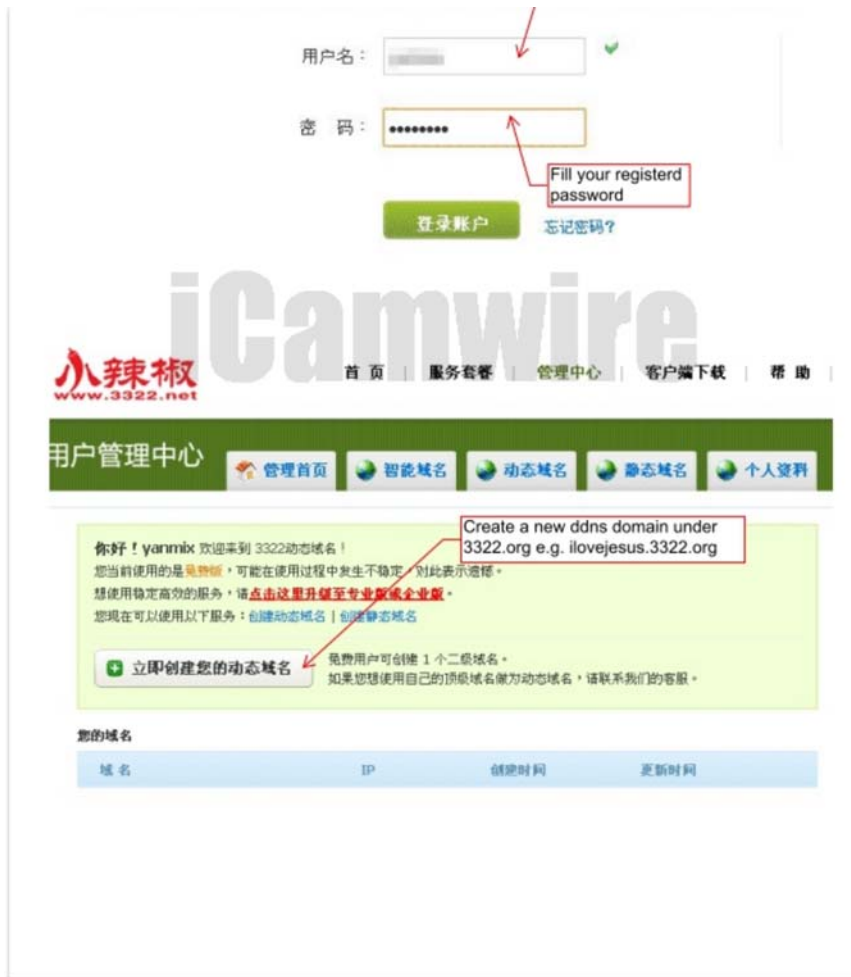 用户名：
密 码：
••••••••
Fill your registerd
password
登录账户
忘记密码?
iCamwire
小辣椒
www.3322.net
首 页 | 服务套餐 | 管理中心 | 客户端下载 | 帮 助 |
用户管理中心
管理首页
智能域名
动态域名
静态域名
个人资料
Create a new ddns domain under
3322.org e.g. ilovejesus.3322.org
你好！yanmix 欢迎来到 3322动态域名！
您当前使用的是免费版，可能在使用过程中发生不稳定，对此表示遗憾。
想使用稳定高效的服务，请点击这里升级至专业版或企业版。
您现在可以使用以下服务：创建动态域名 | 创建静态域名
立即创建您的动态域名
免费用户可创建 1 个二级域名。
如果您想使用自己的顶级域名做为动态域名，请联系我们的客服。
您的域名
域 名 IP 创建时间 更新时间